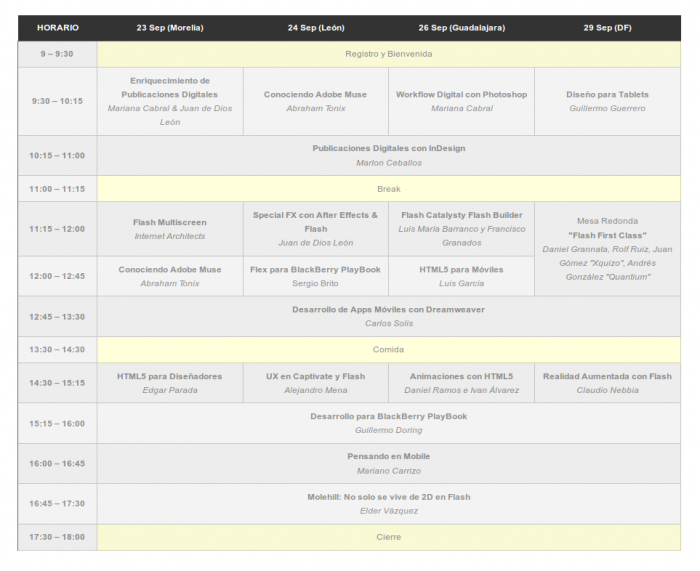 HORARIO 23 Sep (Morelia) 24 Sep (León) 26 Sep (Guadalajara) 29 Sep (DF)
9 – 9:30 Registro y Bienvenida
9:30 – 10:15
Enriquecimiento de
Publicaciones Digitales
Mariana Cabral & Juan de Dios
León
Conociendo Adobe Muse
Abraham Tonix
Workflow Digital con Photoshop
Mariana Cabral
Diseño para Tablets
Guillermo Guerrero
10:15 – 11:00
Publicaciones Digitales con InDesign
Marlon Ceballos
11:00 – 11:15 Break
11:15 – 12:00
Flash Multiscreen
Internet Architects
Special FX con After Effects &
Flash
Juan de Dios León
Flash Catalysty Flash Builder
Luis Maria Barranco y Francisco
Granados
Mesa Redonda
"Flash First Class"
Daniel Grannata, Rolf Ruiz, Juan
Gómez "Xquizo", Andrés
González "Quantium"
12:00 – 12:45
Conociendo Adobe Muse
Abraham Tonix
Flex para BlackBerry PlayBook
Sergio Brito
HTML5 para Móviles
Luis García
12:45 – 13:30
Desarrollo de Apps Móviles con Dreamweaver
Carlos Solis
13:30 – 14:30 Comida
14:30 – 15:15
HTML5 para Diseñadores
Edgar Parada
UX en Captivate y Flash
Alejandro Mena
Animaciones con HTML5
Daniel Ramos e Ivan Álvarez
Realidad Aumentada con Flash
Claudio Nebbia
15:15 – 16:00
Desarrollo para BlackBerry PlayBook
Guillermo Doring
16:00 – 16:45
Pensando en Mobile
Mariano Carrizo
16:45 – 17:30
Molehill: No solo se vive de 2D en Flash
Elder Vázquez
17:30 – 18:00 Cierre